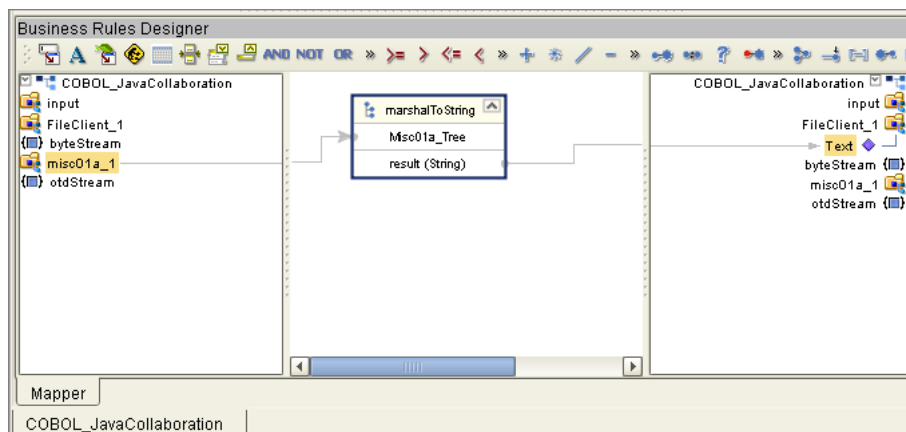 Business Rules Designer
A AND NOT OR » >= > <= < » + * / − » ? »
COBOL_JavaCollaboration
input
FileClient_1
byteStream
misc01a_1
otdStream
marshalToString
Misc01a_Tree
result (String)
COBOL_JavaCollaboration
input
FileClient_1
Text
byteStream
misc01a_1
otdStream
Mapper
COBOL_JavaCollaboration